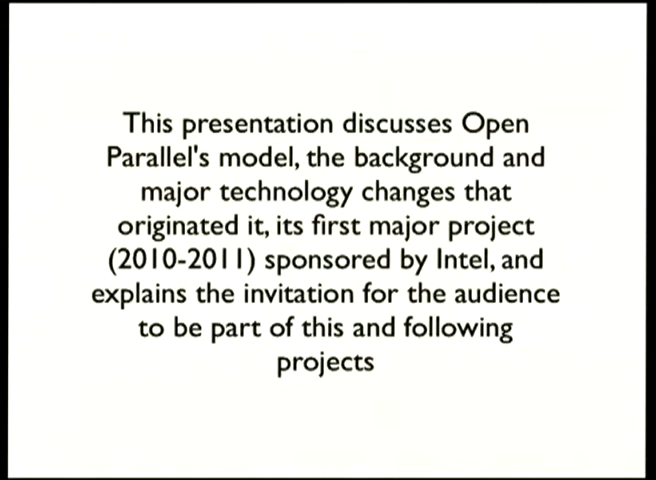 This presentation discusses Open
Parallel's model, the background and
major technology changes that
originated it, its first major project
(2010-2011) sponsored by Intel, and
explains the invitation for the audience
to be part of this and following
projects